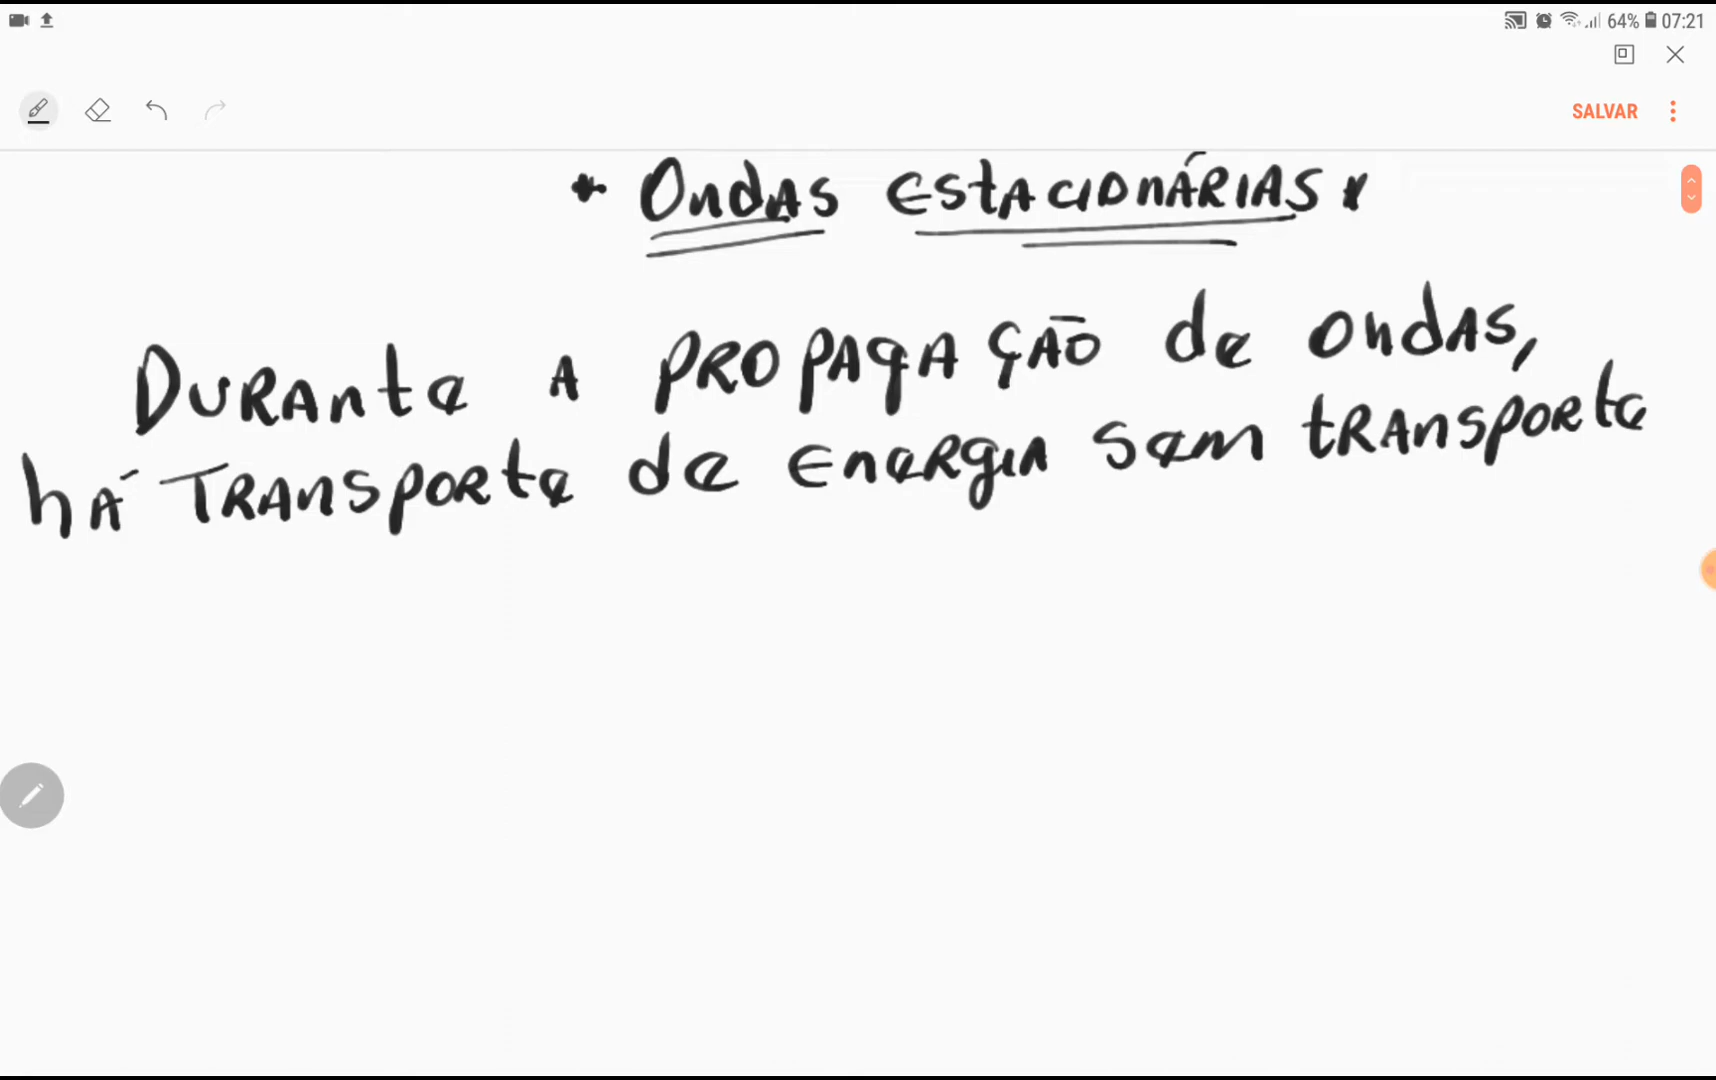 64% 07:21
SALVAR
* Ondas Estacionárias *
Durante a propagação de ondas,
há transporte de energia sem transporte